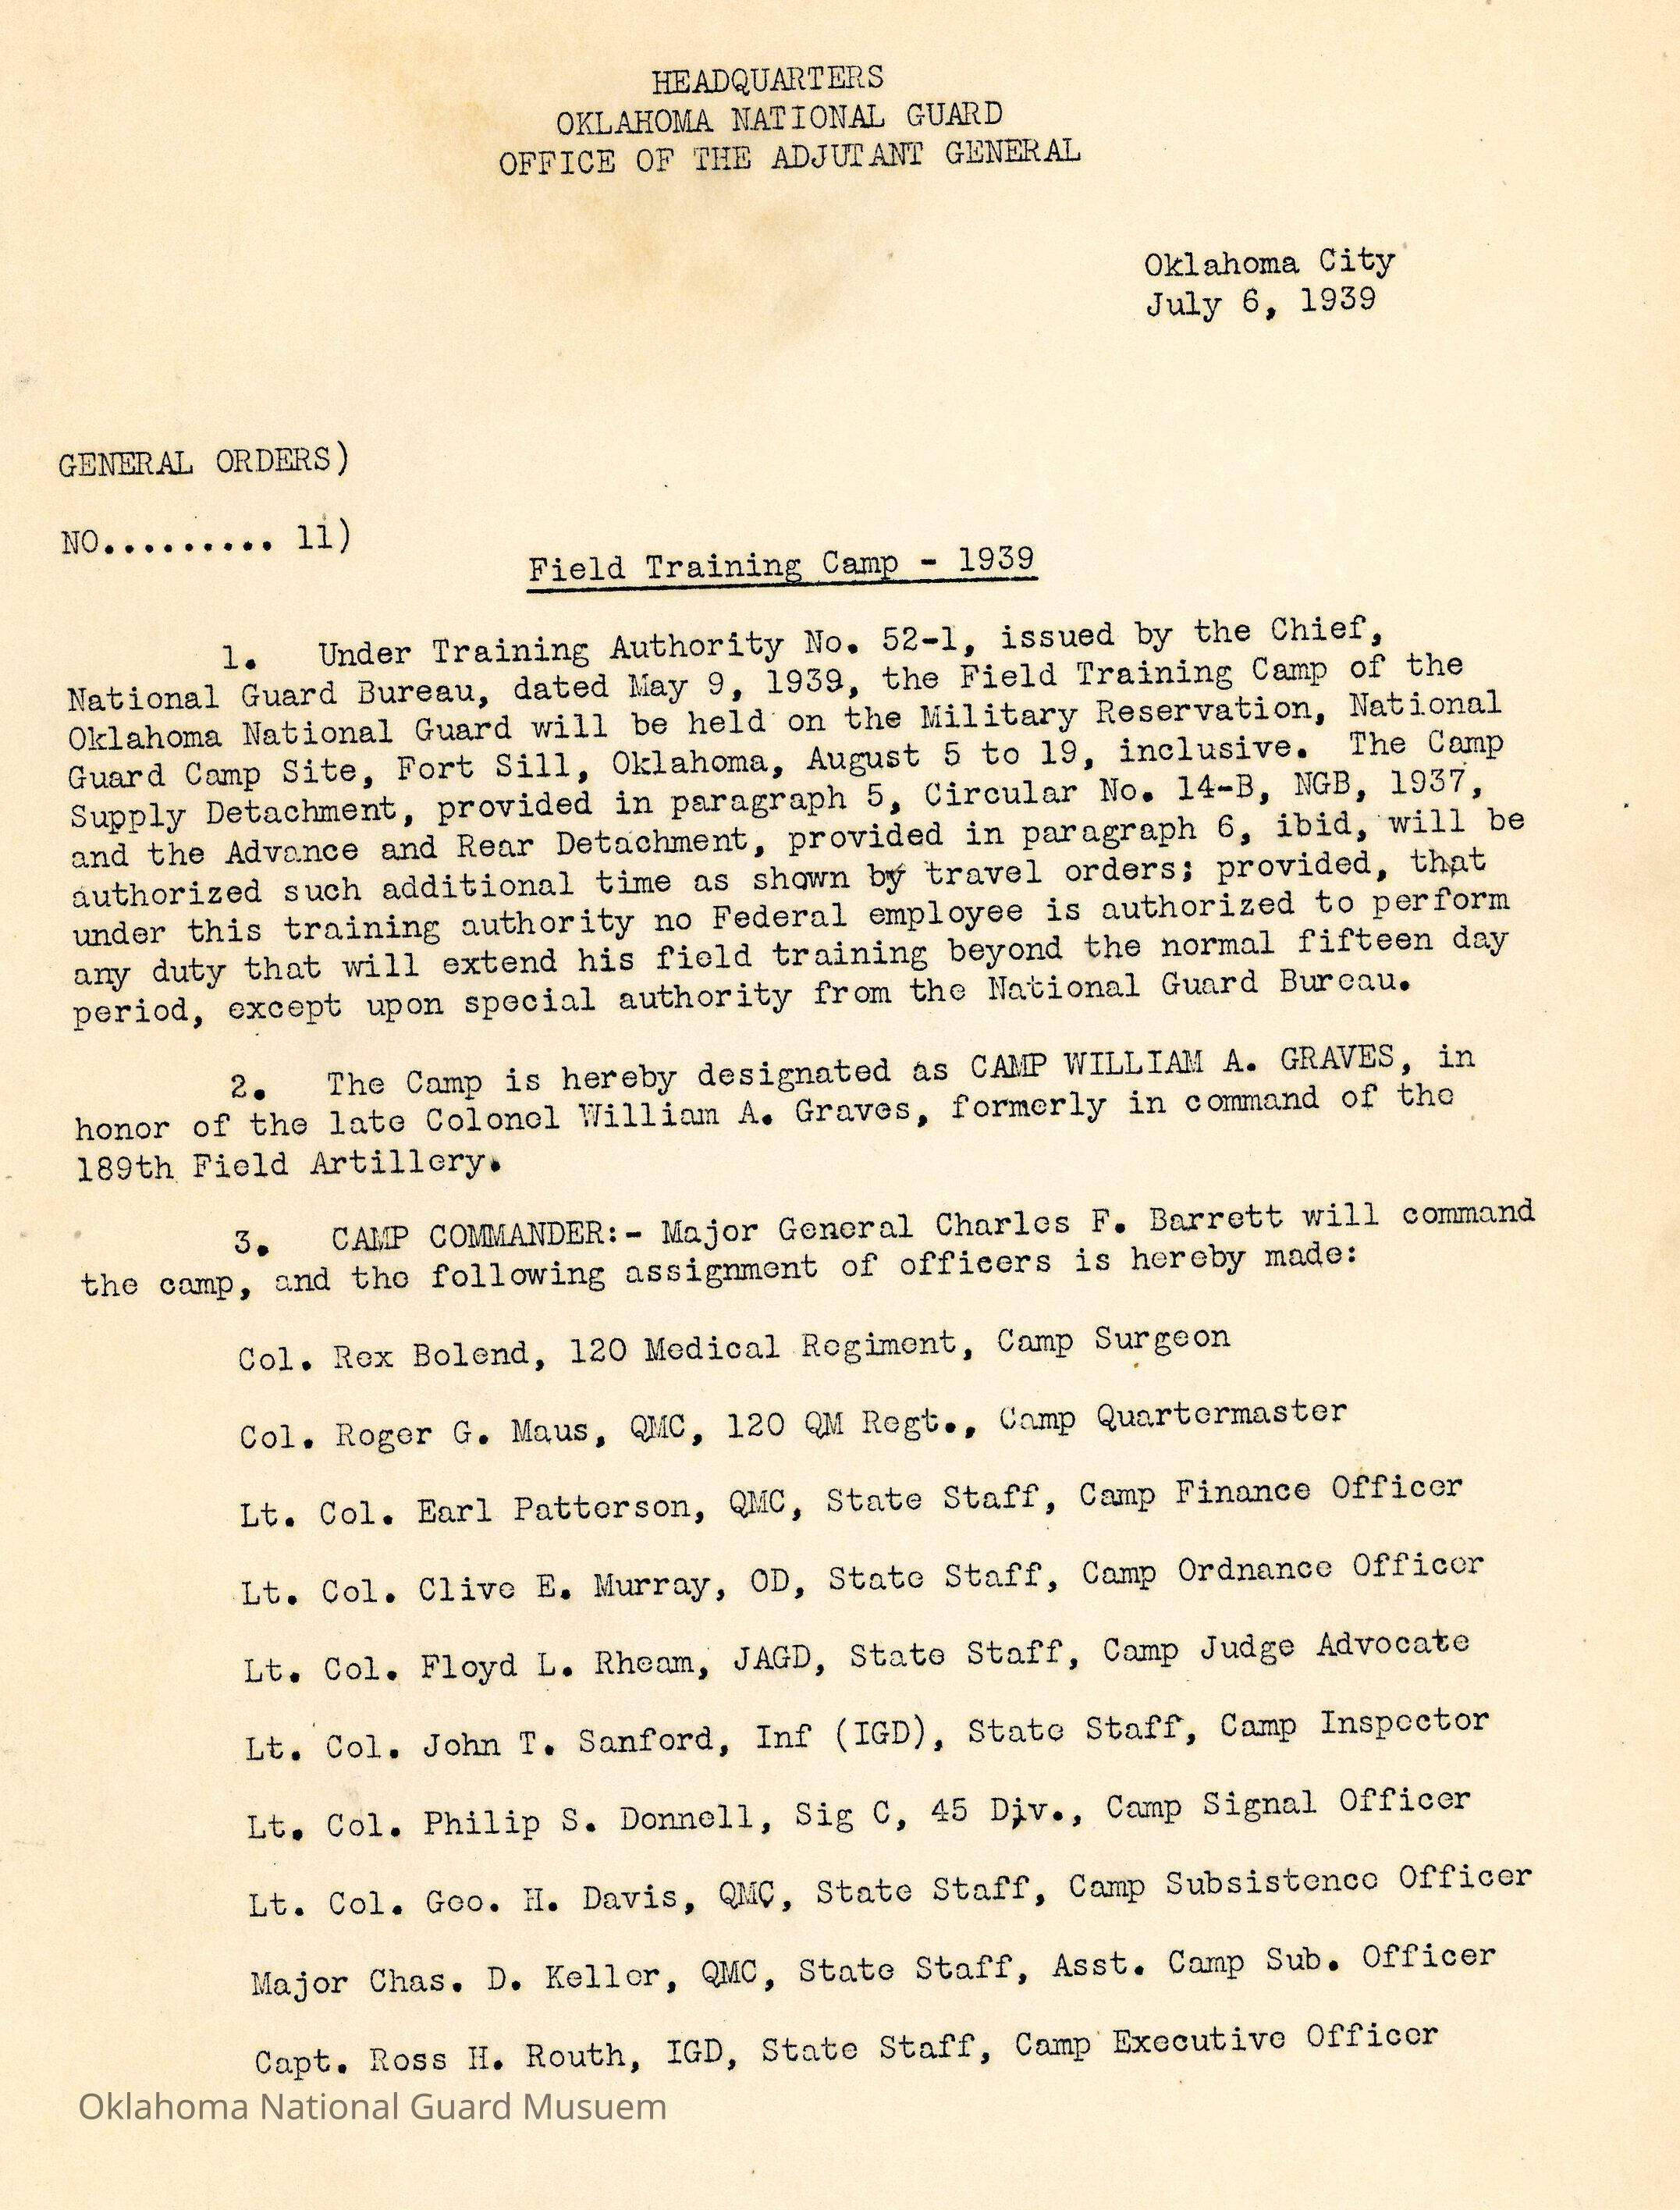 HEADQUARTERS
OKLAHOMA NATIONAL GUARD
OFFICE OF THE ADJUTANT GENERAL
Oklahoma City
July 6, 1939
GENERAL ORDERS)
NO.......... 11)
Field Training Camp - 1939
1. Under Training Authority No. 52-1, issued by the Chief,
National Guard Bureau, dated May 9, 1939, the Field Training Camp of the
Oklahoma National Guard will be held on the Military Reservation, National
Guard Camp Site, Fort Sill, Oklahoma, August 5 to 19, inclusive. The Camp
Supply Detachment, provided in paragraph 5, Circular No. 14-B, NGB, 1937,
and the Advance and Rear Detachment, provided in paragraph 6, ibid, will be
authorized such additional time as shown by travel orders; provided, that
under this training authority no Federal employee is authorized to perform
any duty that will extend his field training beyond the normal fifteen day
period, except upon special authority from the National Guard Bureau.
2. The Camp is hereby designated as CAMP WILLIAM A. GRAVES, in
honor of the late Colonel William A. Graves, formerly in command of the
189th Field Artillery.
3. CAMP COMMANDER:- Major General Charles F. Barrett will command
the camp, and the following assignment of officers is hereby made:
Col. Rex Bolend, 120 Medical Regiment, Camp Surgeon
Col. Roger G. Maus, QMC, 120 QM Regt., Camp Quartermaster
Lt. Col. Earl Patterson, QMC, State Staff, Camp Finance Officer
Lt. Col. Clive E. Murray, OD, State Staff, Camp Ordnance Officer
Lt. Col. Floyd L. Rheam, JAGD, State Staff, Camp Judge Advocate
Lt. Col. John T. Sanford, Inf (IGD), State Staff, Camp Inspector
Lt. Col. Philip S. Donnell, Sig C, 45 Div., Camp Signal Officer
Lt. Col. Geo. H. Davis, QMC, State Staff, Camp Subsistence Officer
Major Chas. D. Keller, QMC, State Staff, Asst. Camp Sub. Officer
Capt. Ross H. Routh, IGD, State Staff, Camp Executive Officer
Oklahoma National Guard Musuem